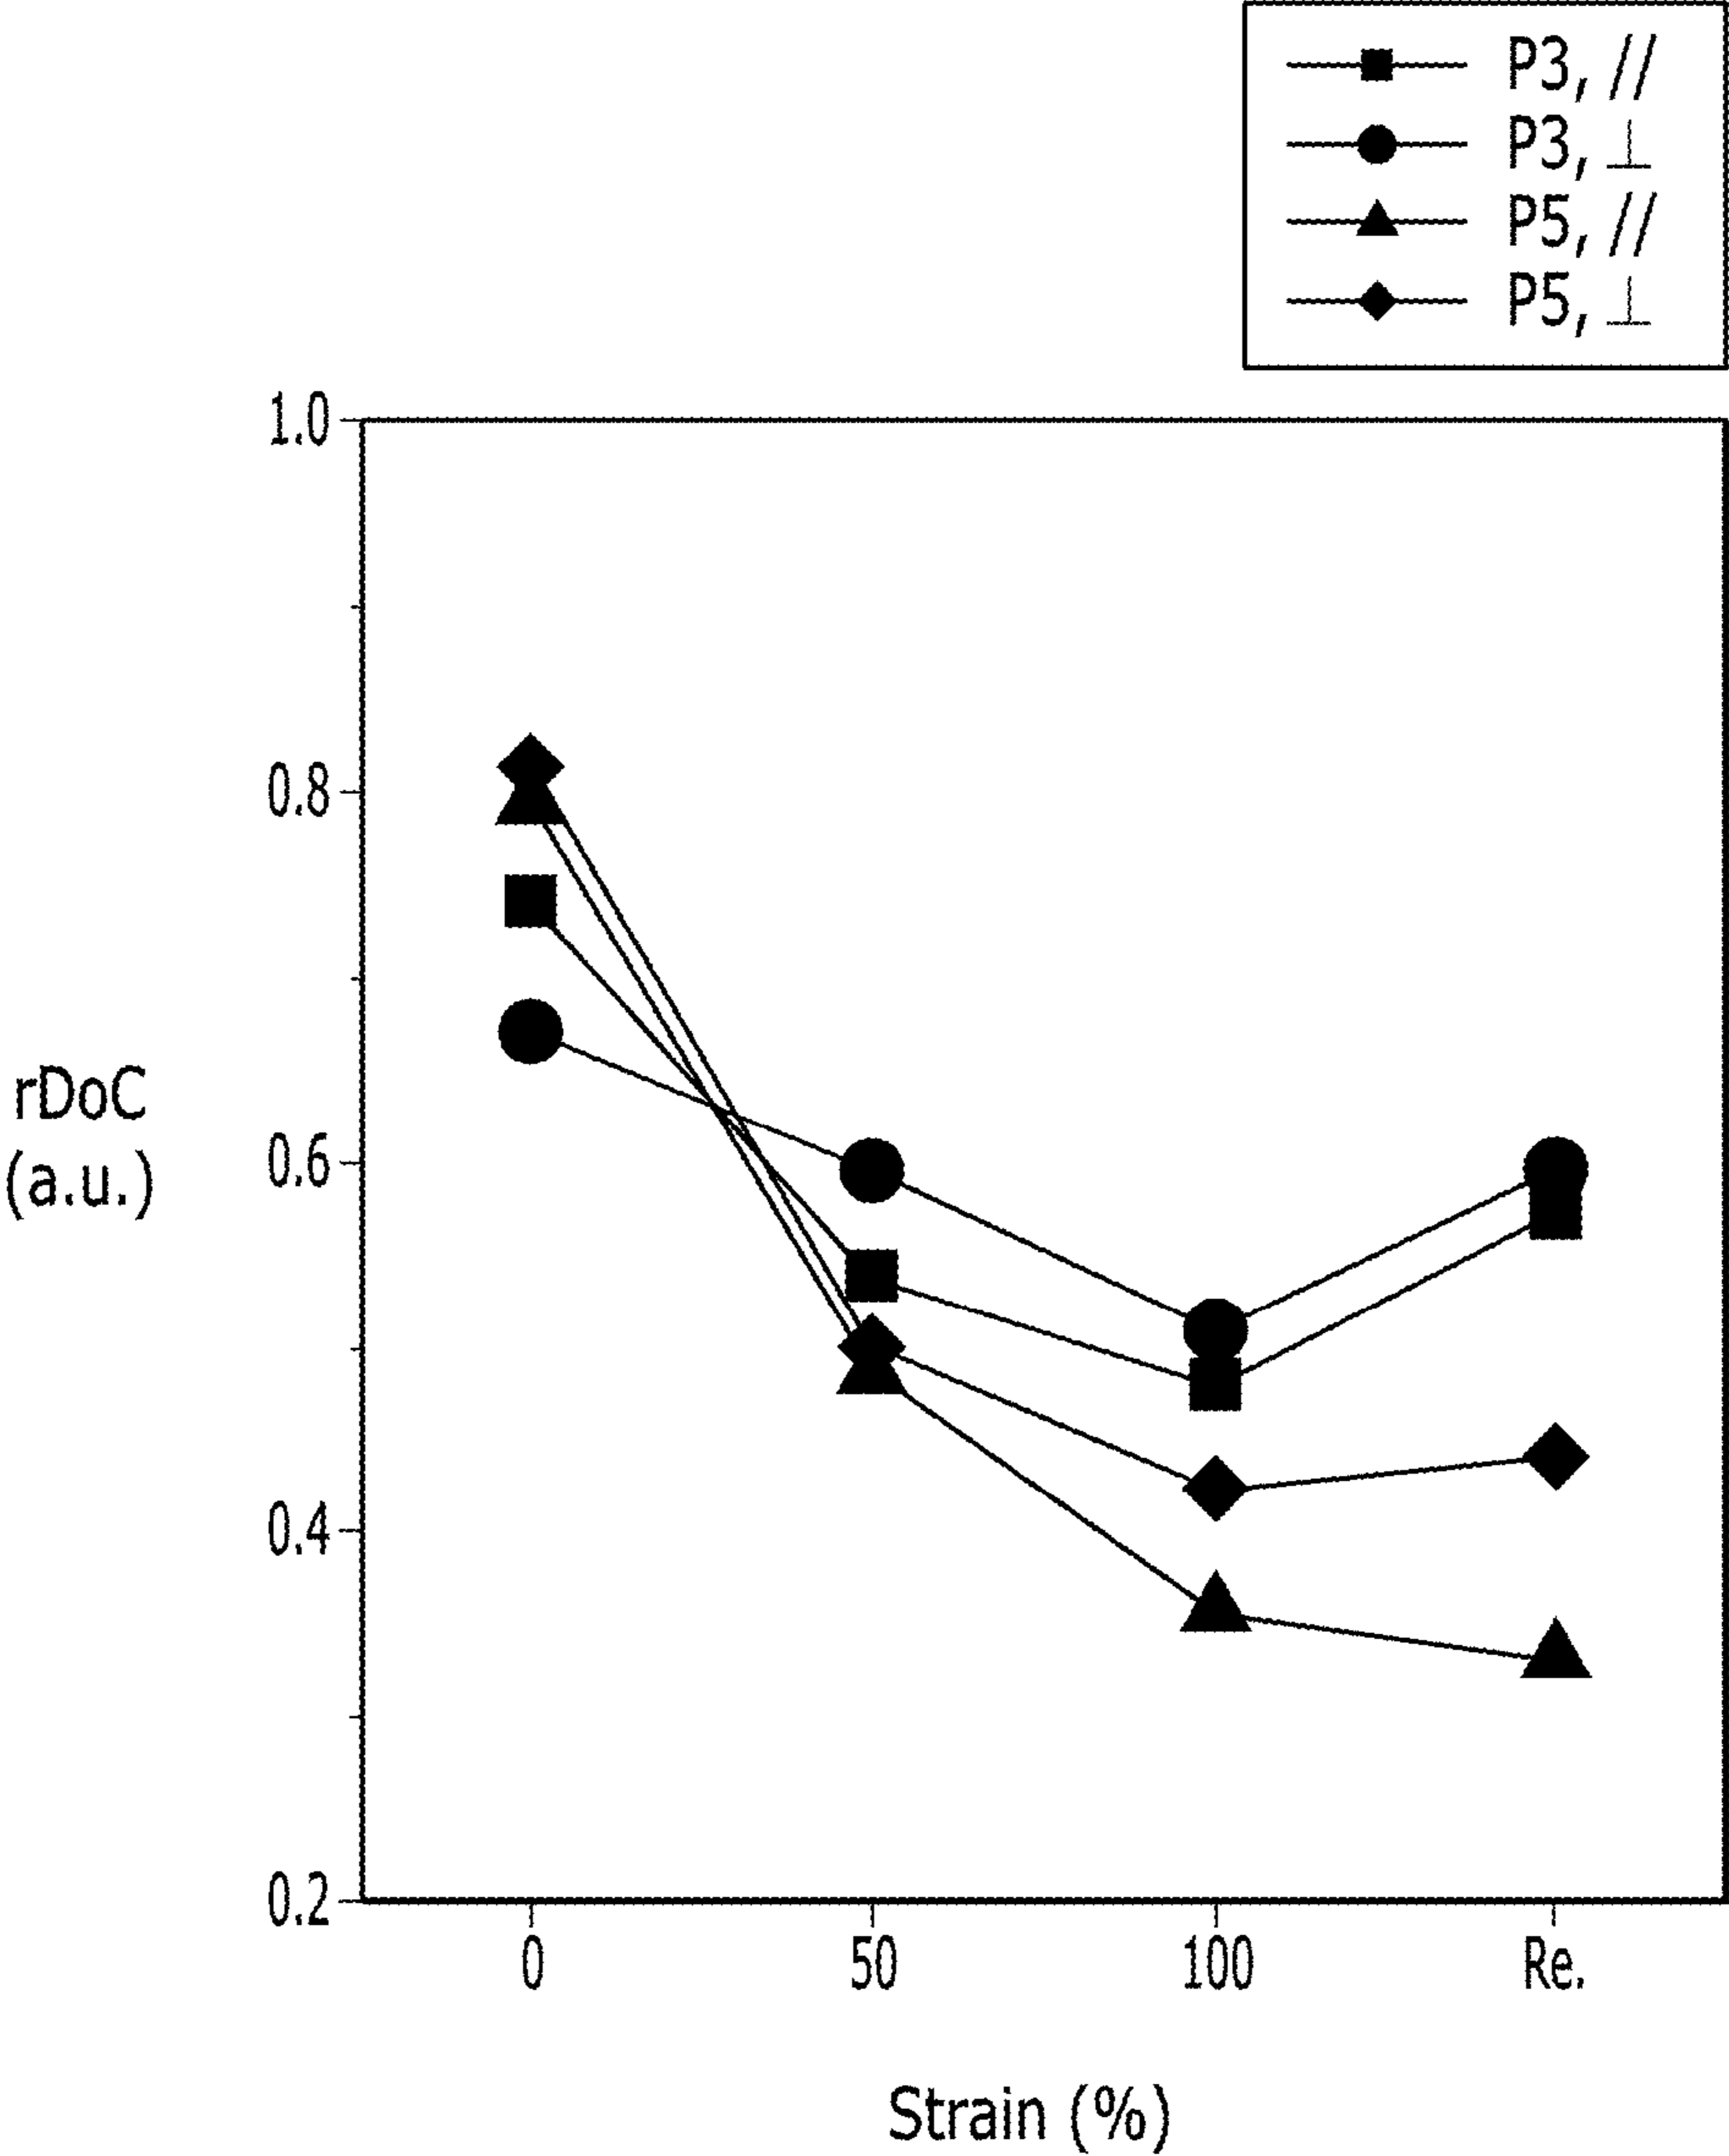 P3, //
P3, ⊥
P5, //
P5, ⊥
1.0
0.8
0.6
0.4
0.2
rDoC
(a.u.)
0 50 100 Re.
Strain (%)